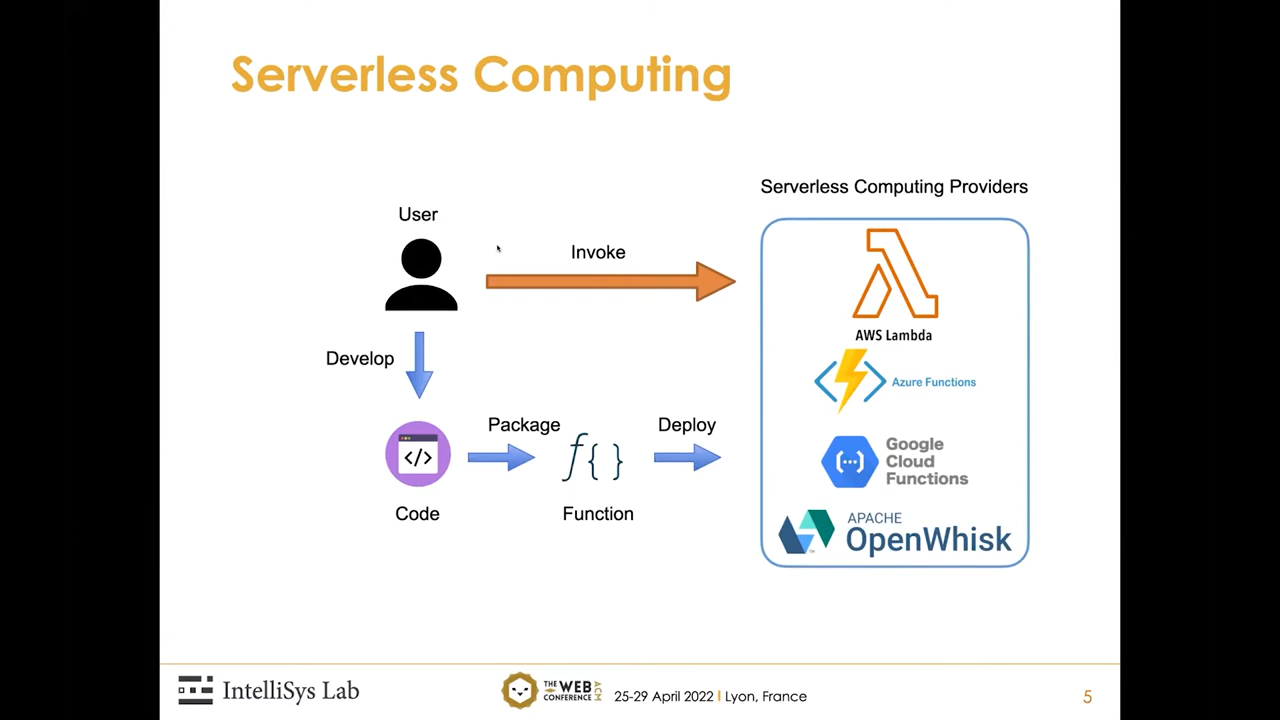 Serverless Computing
Serverless Computing Providers
User
Invoke
AWS Lambda
Develop
Azure Functions
Package
Deploy
</>
f{}
Google
Cloud
Functions
Code
Function
APACHE
OpenWhisk
IntelliSys Lab
THE WEB CONFERENCE ACM
25-29 April 2022 | Lyon, France
5